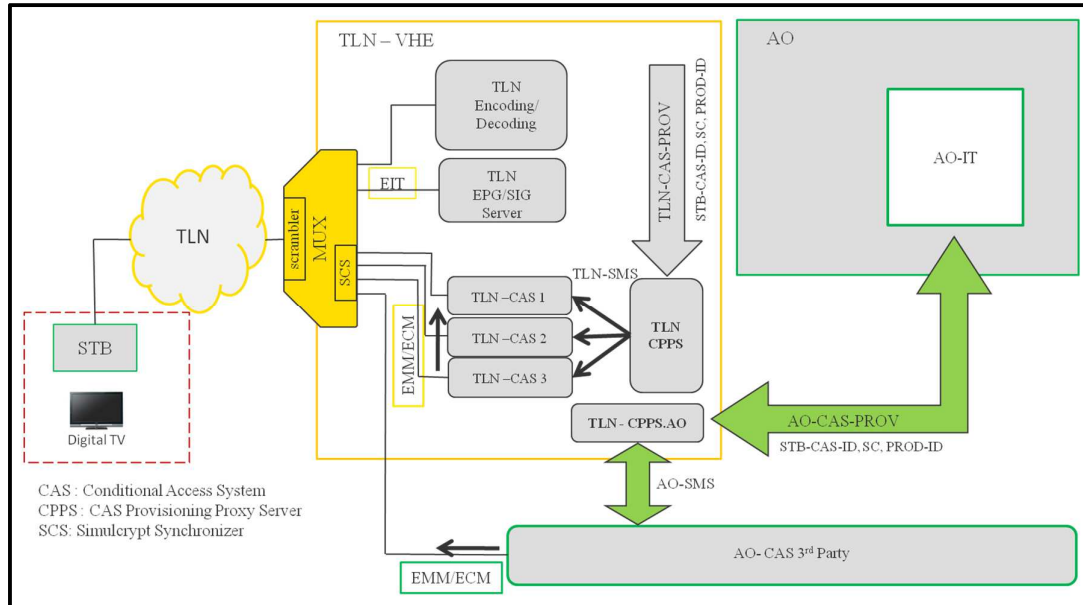 TLN – VHE
AO
TLN
Encoding/
Decoding
TLN-CAS-PROV
STB-CAS-ID, SC, PROD-ID
AO-IT
EIT
TLN
EPG/SIG
Server
TLN
scrambler
MUX
SCS
TLN-SMS
TLN –CAS 1
TLN –CAS 2
TLN –CAS 3
TLN
CPPS
EMM/ECM
STB
Digital TV
TLN- CPPS.AO
AO-CAS-PROV
STB-CAS-ID, SC, PROD-ID
AO-SMS
CAS : Conditional Access System
CPPS : CAS Provisioning Proxy Server
SCS: Simulcrypt Synchronizer
AO- CAS 3rd Party
EMM/ECM